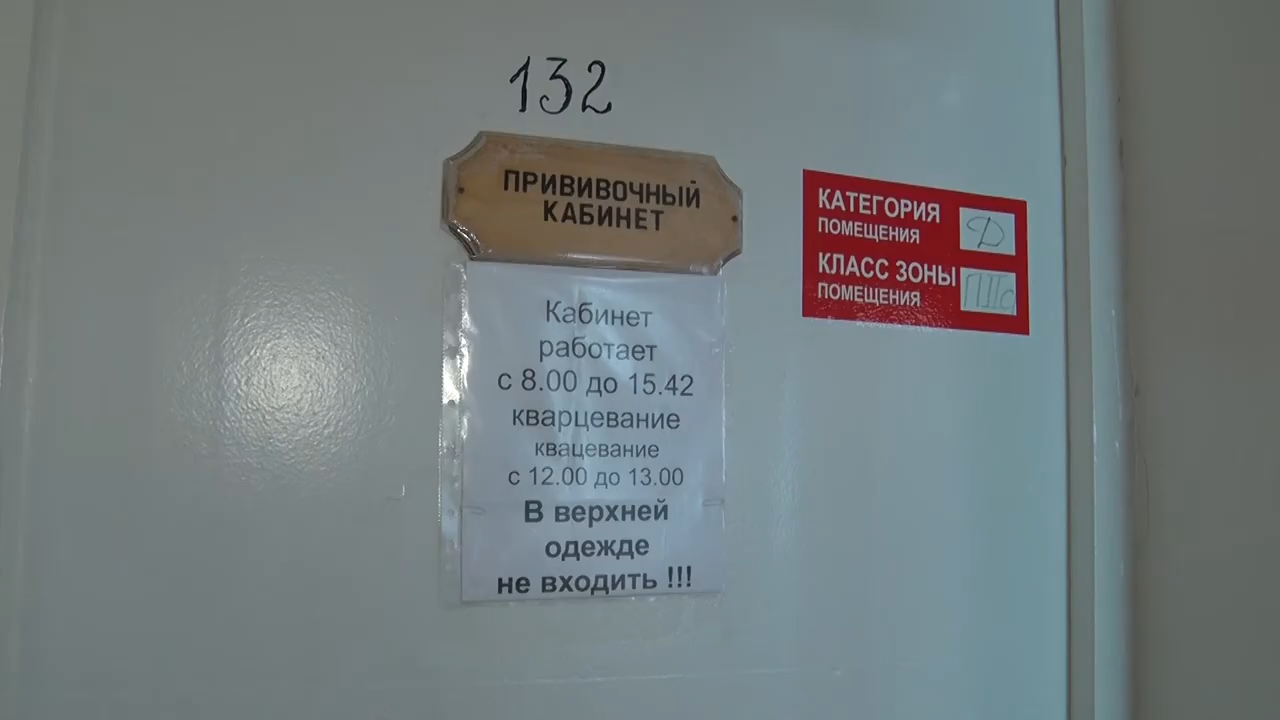 132
ПРИВИВОЧНЫЙ
КАБИНЕТ
Кабинет
работает
с 8.00 до 15.42
кварцевание
квацевание
с 12.00 до 13.00
В верхней
одежде
не входить !!!
КАТЕГОРИЯ
ПОМЕЩЕНИЯ
Д
КЛАСС ЗОНЫ
ПОМЕЩЕНИЯ